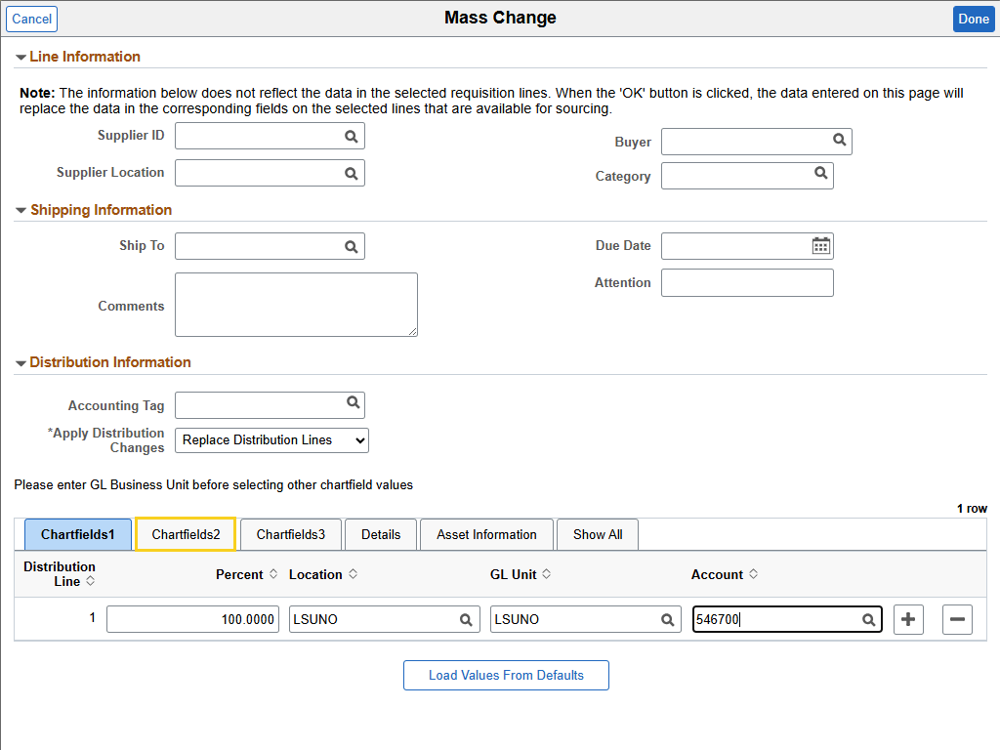 Cancel
Mass Change
Done
Line Information
Note: The information below does not reflect the data in the selected requisition lines. When the 'OK' button is clicked, the data entered on this page will
replace the data in the corresponding fields on the selected lines that are available for sourcing.
Supplier ID
Buyer
Supplier Location
Category
Shipping Information
Ship To
Due Date
Attention
Comments
Distribution Information
Accounting Tag
*Apply Distribution
Changes
Replace Distribution Lines
Please enter GL Business Unit before selecting other chartfield values
1 row
Chartfields1
Chartfields2
Chartfields3
Details
Asset Information
Show All
Distribution
Line
Percent
Location
GL Unit
Account
1
100.0000
LSUNO
LSUNO
546700
Load Values From Defaults